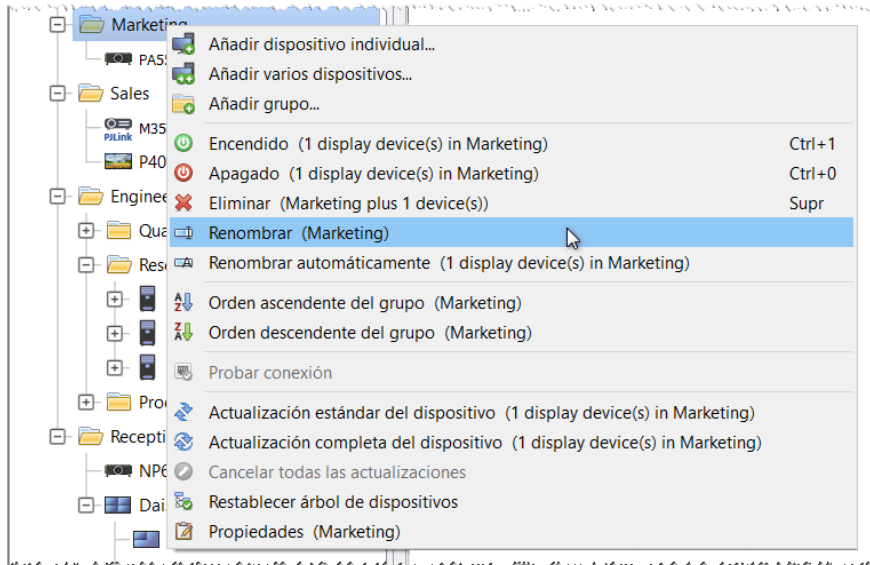 Marketing
Añadir dispositivo individual...
PA55
Añadir varios dispositivos...
Sales
Añadir grupo...
PJLink M35
Encendido (1 display device(s) in Marketing) Ctrl+1
P40
Apagado (1 display device(s) in Marketing) Ctrl+0
Enginee
Eliminar (Marketing plus 1 device(s)) Supr
Qua
Renombrar (Marketing)
Rese
Renombrar automáticamente (1 display device(s) in Marketing)
Orden ascendente del grupo (Marketing)
Orden descendente del grupo (Marketing)
Probar conexión
Pro
Actualización estándar del dispositivo (1 display device(s) in Marketing)
Recepti
Actualización completa del dispositivo (1 display device(s) in Marketing)
NP6
Cancelar todas las actualizaciones
Dai
Restablecer árbol de dispositivos
Propiedades (Marketing)